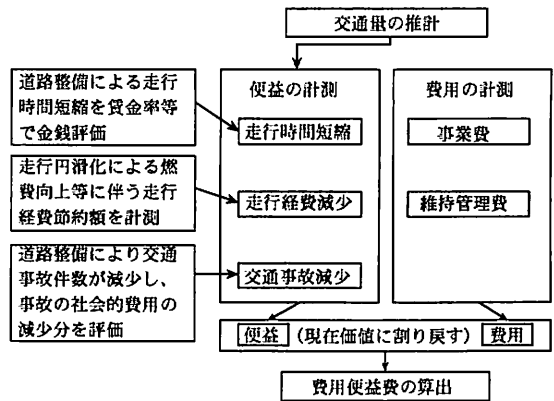 交通量の推計
道路整備による走行
時間短縮を賃金率等
で金銭評価
走行円滑化による燃
費向上等に伴う走行
経費節約額を計測
道路整備により交通
事故件数が減少し、
事故の社会的費用の
減少分を評価
便益の計測
走行時間短縮
走行経費減少
交通事故減少
費用の計測
事業費
維持管理費
便益 (現在価値に割り戻す) 費用
費用便益費の算出